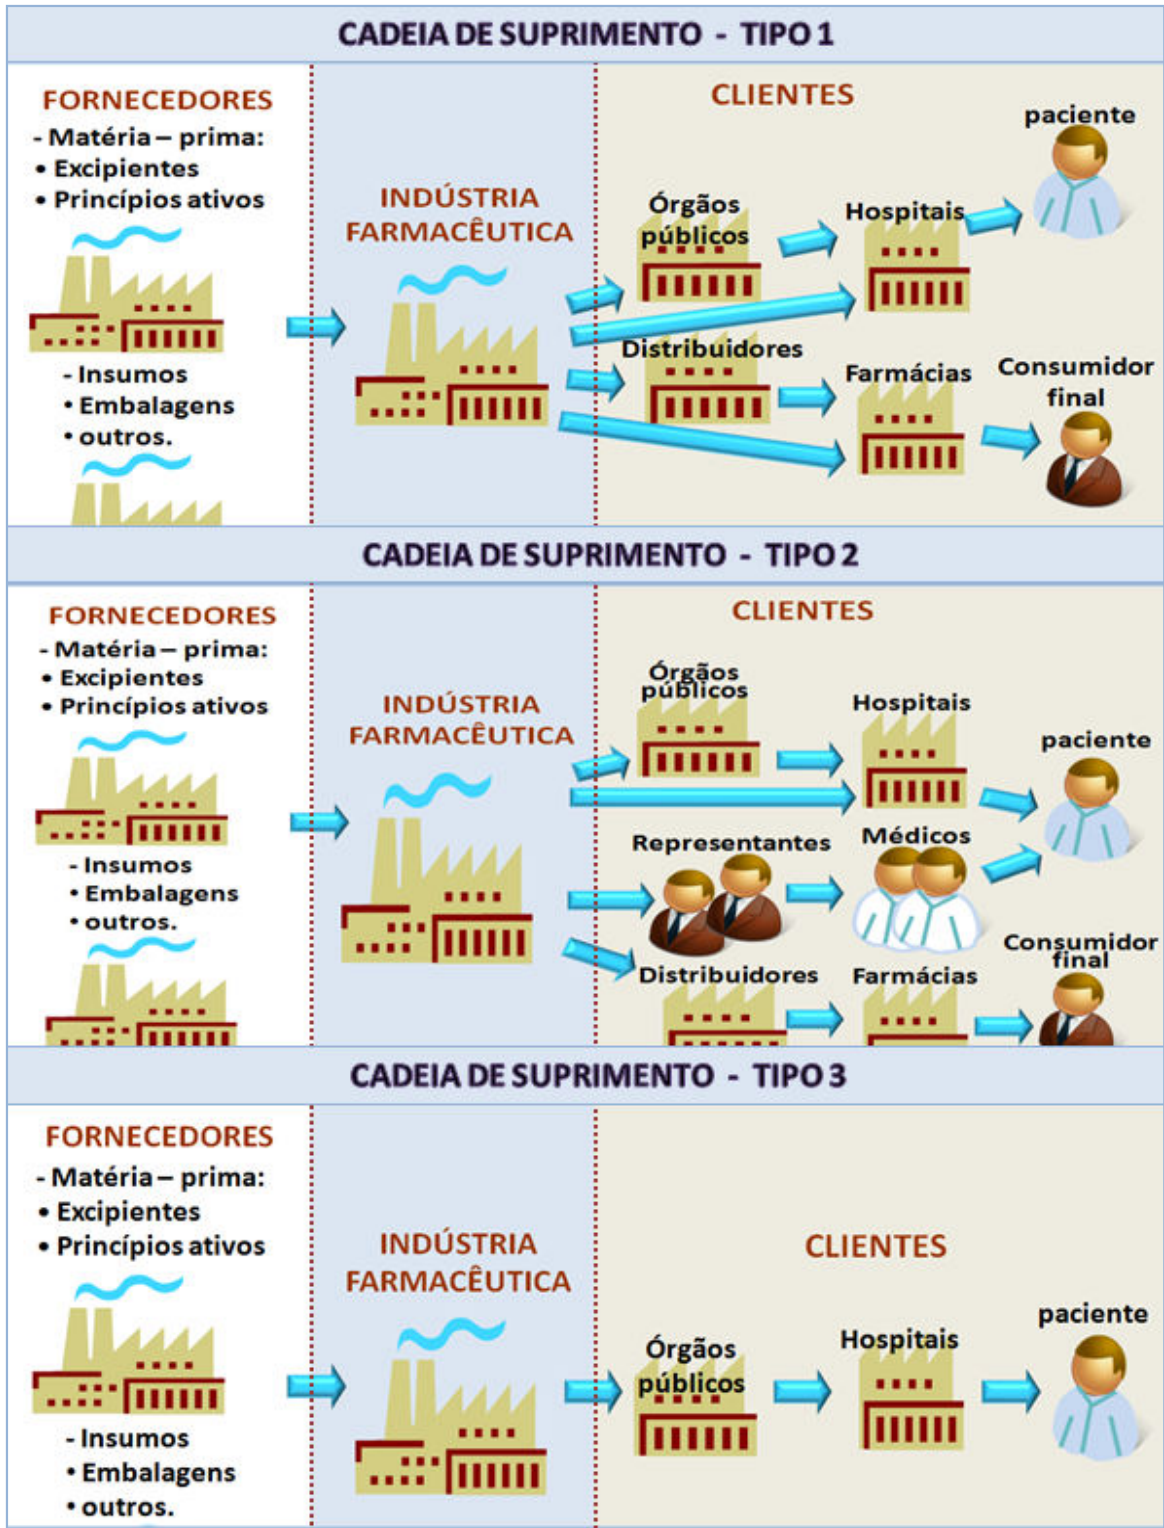 CADEIA DE SUPRIMENTO - TIPO 1
FORNECEDORES
- Matéria – prima:
• Excipientes
• Princípios ativos
- Insumos
• Embalagens
• outros.
INDÚSTRIA
FARMACÊUTICA
CLIENTES
Órgãos
públicos
Hospitais
paciente
Distribuidores
Farmácias
Consumidor
final
CADEIA DE SUPRIMENTO - TIPO 2
FORNECEDORES
- Matéria – prima:
• Excipientes
• Princípios ativos
- Insumos
• Embalagens
• outros.
INDÚSTRIA
FARMACÊUTICA
CLIENTES
Órgãos
públicos
Hospitais
paciente
Representantes
Médicos
Distribuidores
Farmácias
Consumidor
final
CADEIA DE SUPRIMENTO - TIPO 3
FORNECEDORES
- Matéria – prima:
• Excipientes
• Princípios ativos
- Insumos
• Embalagens
• outros.
INDÚSTRIA
FARMACÊUTICA
CLIENTES
Órgãos
públicos
Hospitais
paciente